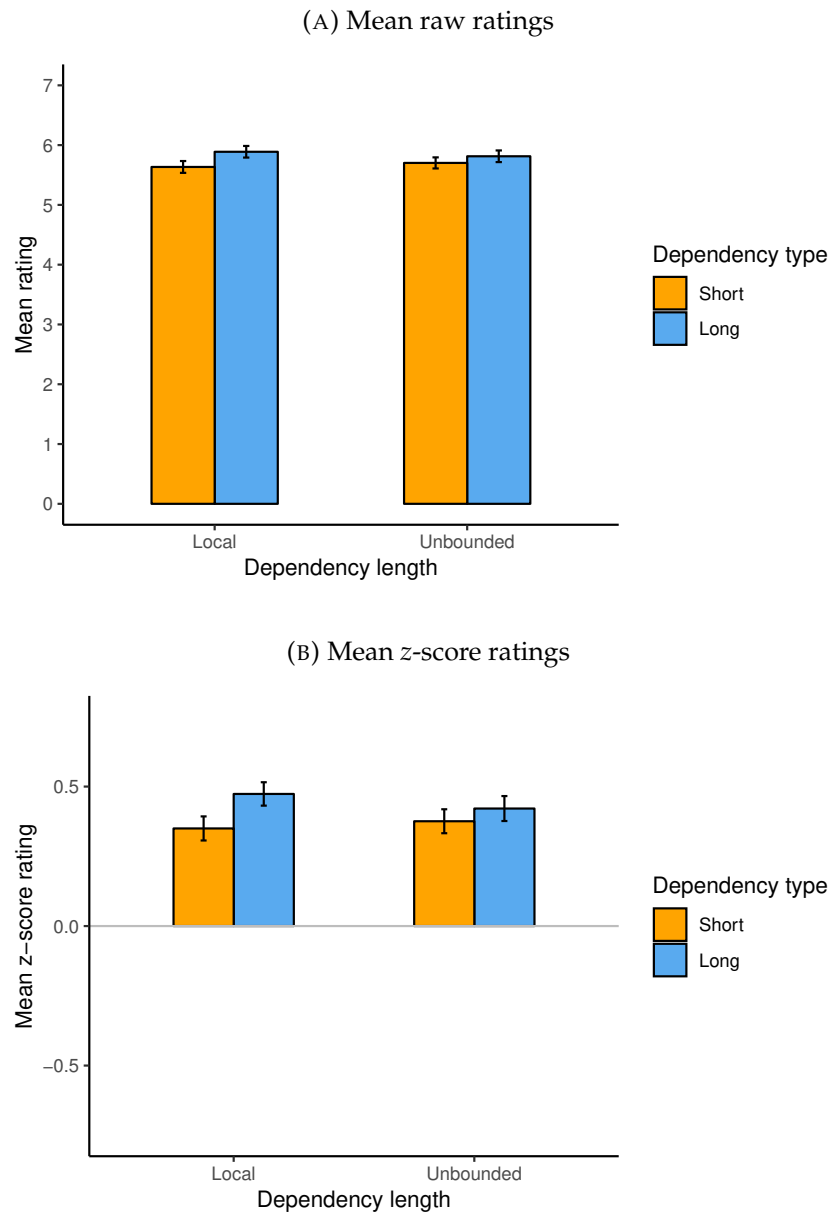 (A) Mean raw ratings
7
6
5
4
3
2
1
0
Mean rating
Local
Unbounded
Dependency length
Dependency type
Short
Long
(B) Mean z-score ratings
0.5
0.0
−0.5
Mean z−score rating
Local
Unbounded
Dependency length
Dependency type
Short
Long